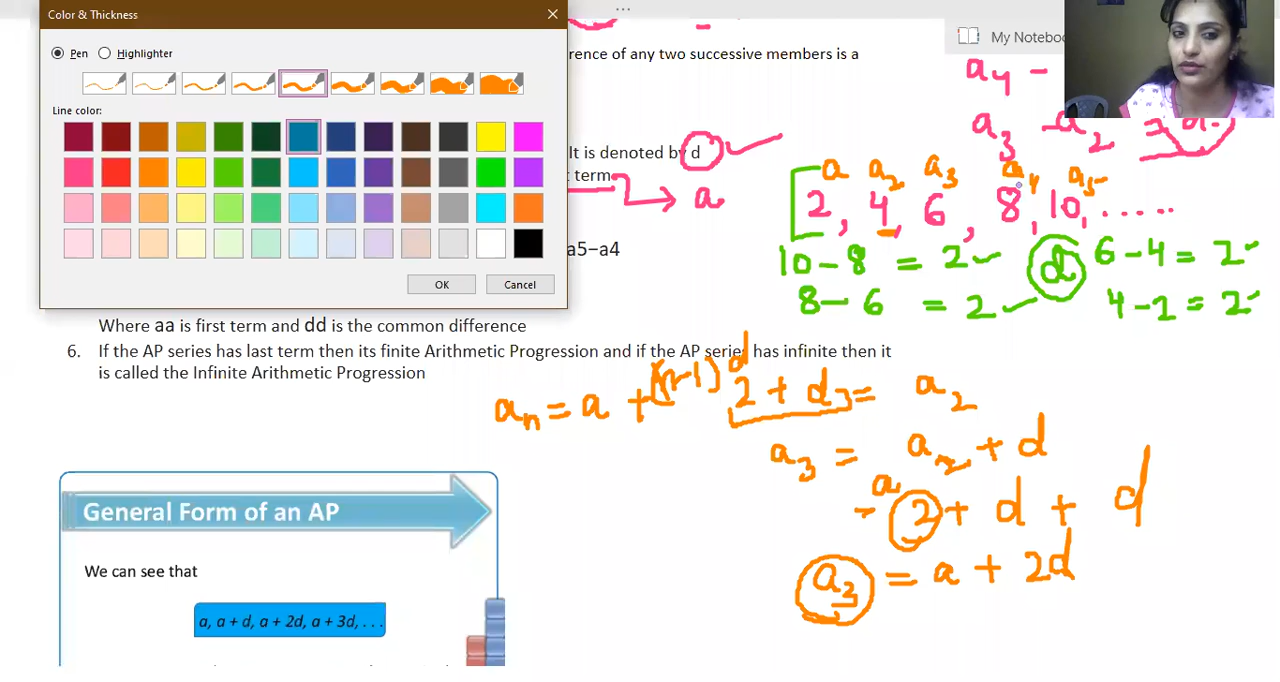 Color & Thickness
Pen
Highlighter
Line color:
OK
Cancel
My Notebo
rence of any two successive members is a
It is denoted by d
t term
a
a5−a4
Where aa is first term and dd is the common difference
6. If the AP series has last term then its finite Arithmetic Progression and if the AP series has infinite then it
is called the Infinite Arithmetic Progression
a4 -
a3 - a2
a a2 a3 a4 a5
2, 4, 6, 8, 10, ......
10 - 8 = 2
8 - 6 = 2
d
6 - 4 = 2
4 - 2 = 2
an = a + (n-1) d
2 + d = a2
a3 = a2 + d
a
2 + d + d
a3 = a + 2d
General Form of an AP
We can see that
a, a + d, a + 2d, a + 3d, . . .